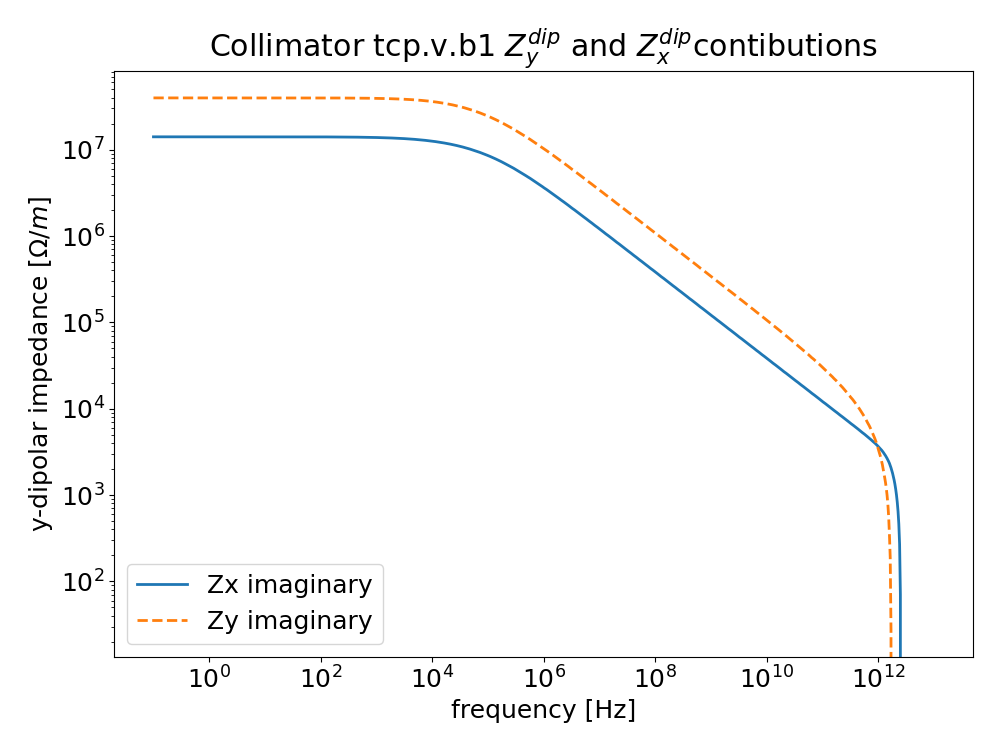 Collimator tcp.v.b1 $Z_y^{dip}$ and $Z_x^{dip}$contibutions
y-dipolar impedance [Ω/m]
10^7
10^6
10^5
10^4
10^3
10^2
Zx imaginary
Zy imaginary
10^0 10^2 10^4 10^6 10^8 10^10 10^12
frequency [Hz]